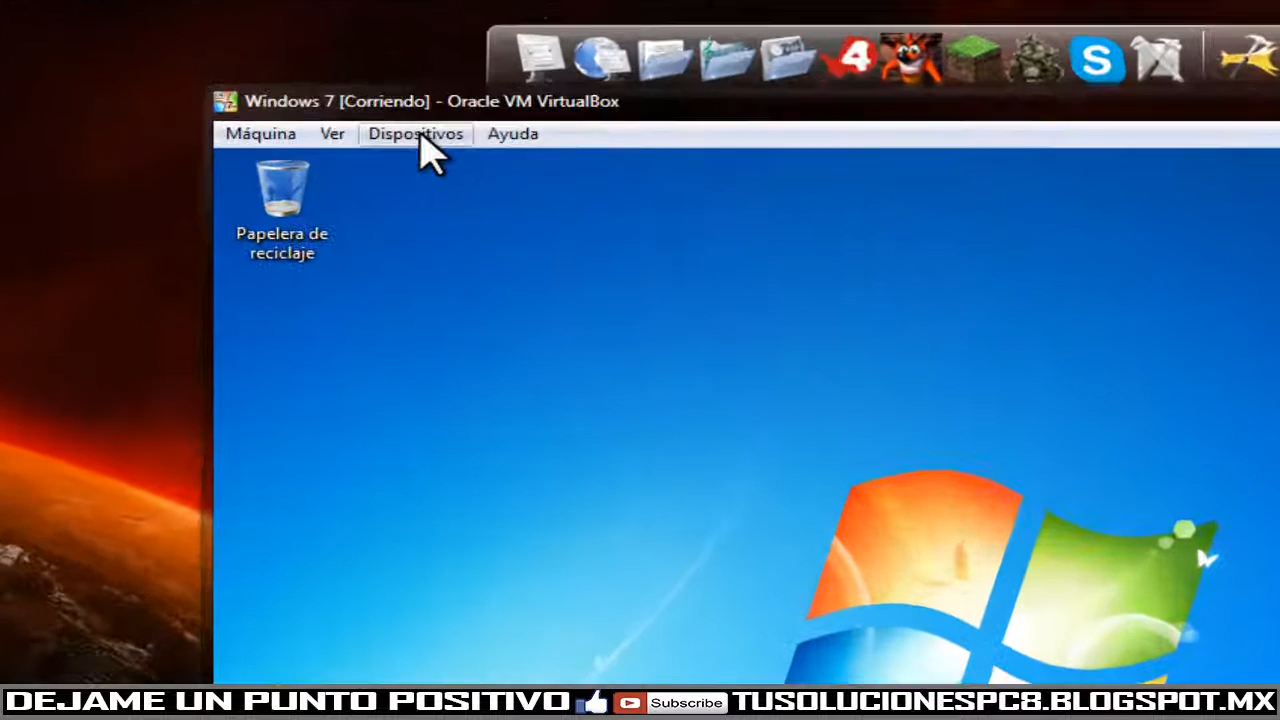 4
S
Windows 7 [Corriendo] - Oracle VM VirtualBox
Máquina Ver Dispositivos Ayuda
Papelera de
reciclaje
DEJAME UN PUNTO POSITIVO Subscribe TUSOLUCIONESPC8.BLOGSPOT.MX